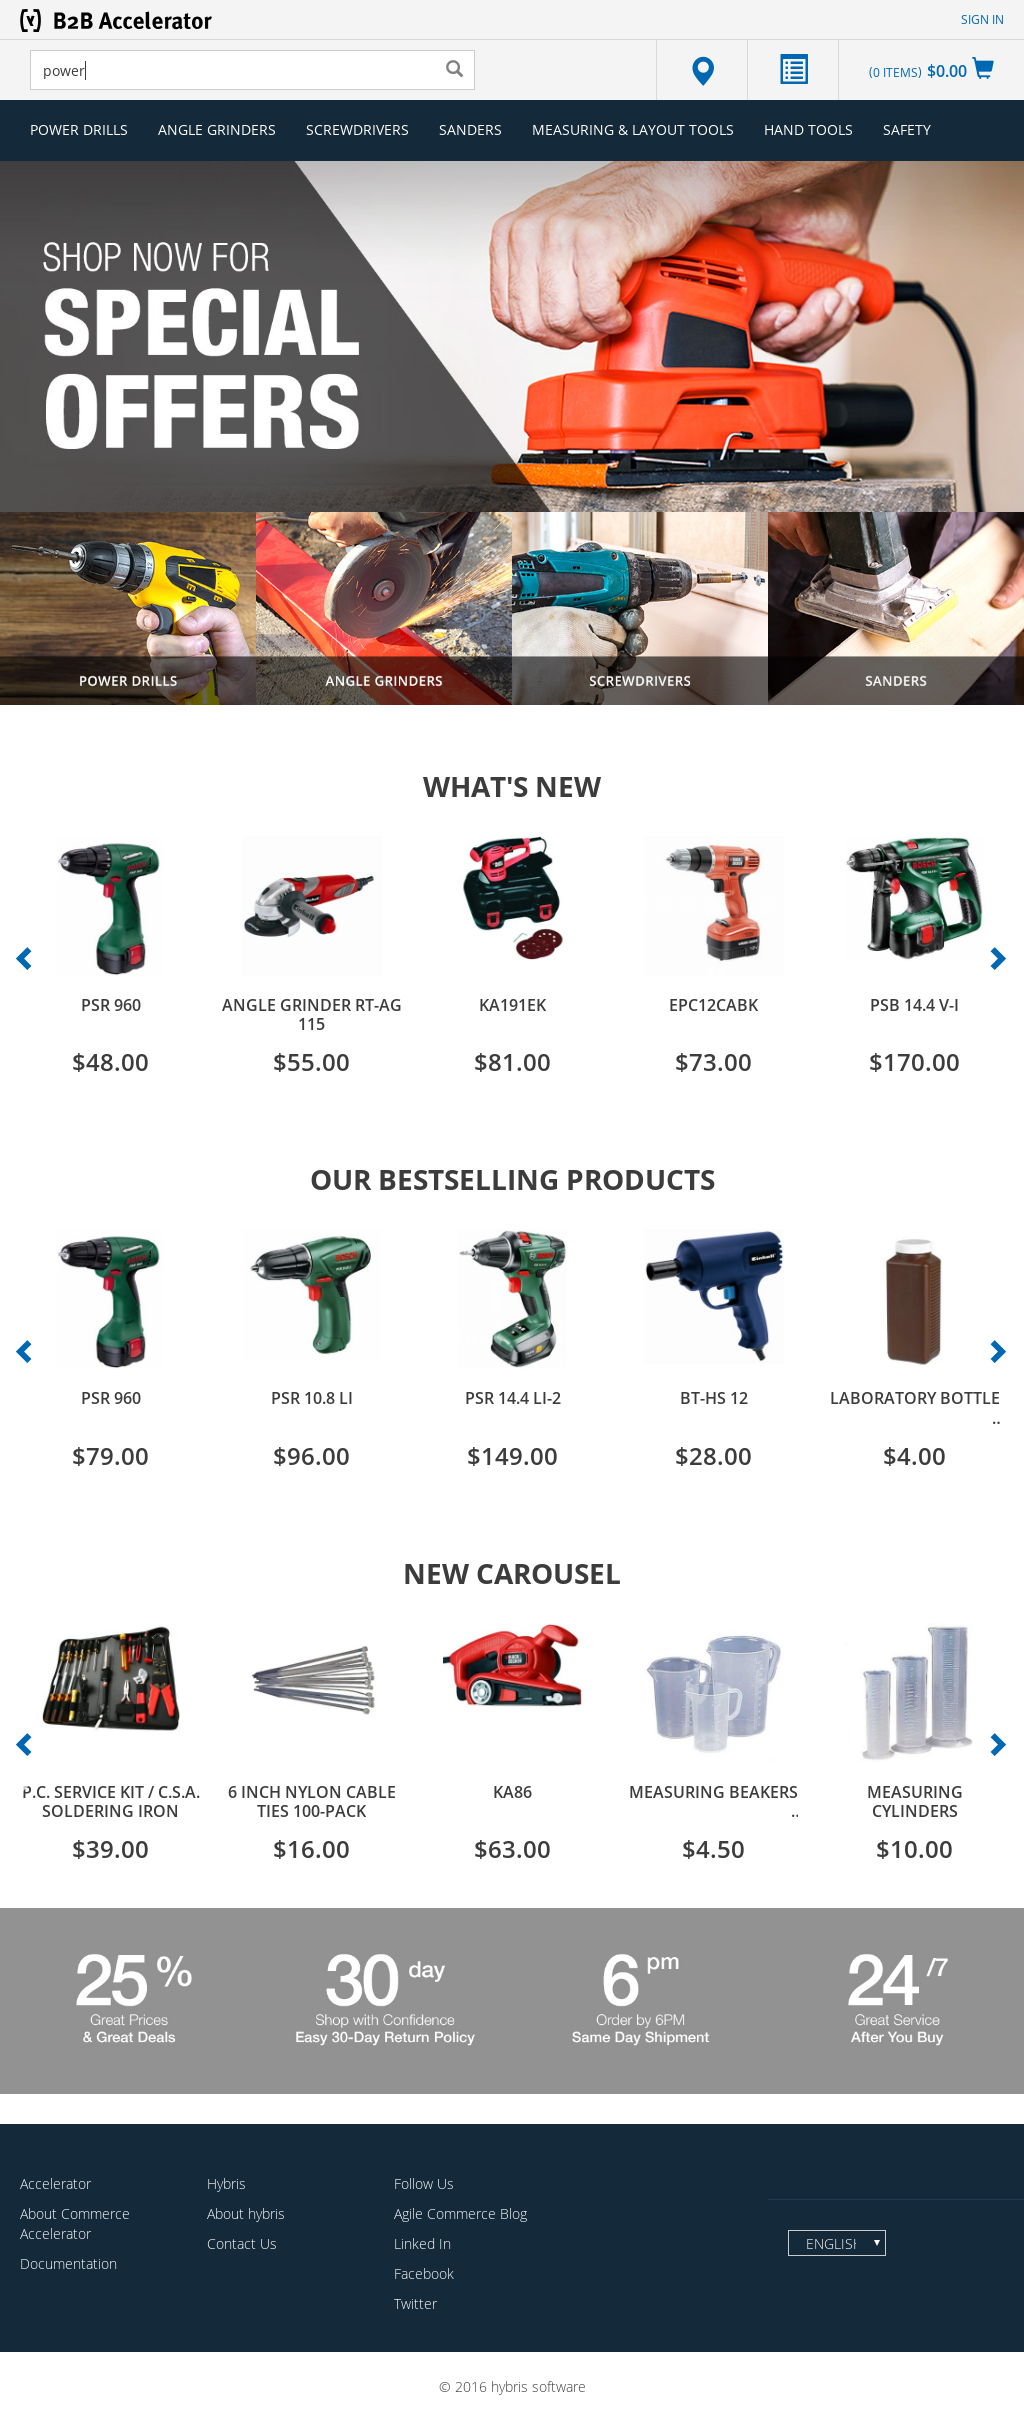 B2B Accelerator
SIGN IN
power
(0 ITEMS) $0.00
POWER DRILLS ANGLE GRINDERS SCREWDRIVERS SANDERS MEASURING & LAYOUT TOOLS HAND TOOLS SAFETY
SHOP NOW FOR
SPECIAL
OFFERS
POWER DRILLS ANGLE GRINDERS SCREWDRIVERS SANDERS
WHAT'S NEW
PSR 960
$48.00
ANGLE GRINDER RT-AG
115
$55.00
KA191EK
$81.00
EPC12CABK
$73.00
PSB 14.4 V-I
$170.00
OUR BESTSELLING PRODUCTS
PSR 960
$79.00
PSR 10.8 LI
$96.00
PSR 14.4 LI-2
$149.00
BT-HS 12
$28.00
LABORATORY BOTTLE
..
$4.00
NEW CAROUSEL
P.C. SERVICE KIT / C.S.A.
SOLDERING IRON
$39.00
6 INCH NYLON CABLE
TIES 100-PACK
$16.00
KA86
$63.00
MEASURING BEAKERS
..
$4.50
MEASURING
CYLINDERS
$10.00
25 %
Great Prices
& Great Deals
30 day
Shop with Confidence
Easy 30-Day Return Policy
6 pm
Order by 6PM
Same Day Shipment
24 /7
Great Service
After You Buy
Accelerator
About Commerce
Accelerator
Documentation
Hybris
About hybris
Contact Us
Follow Us
Agile Commerce Blog
Linked In
Facebook
Twitter
ENGLISH
© 2016 hybris software